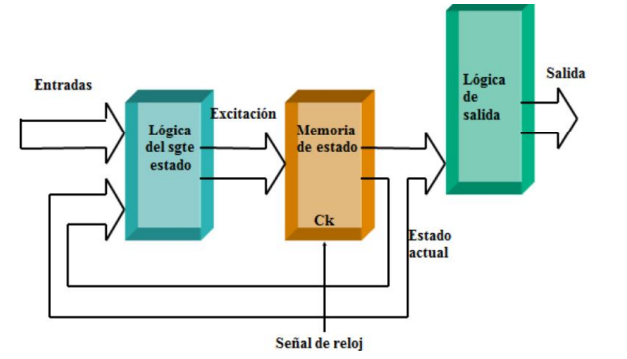 Entradas
Lógica
del sgte
estado
Excitación
Memoria
de estado
Ck
Lógica
de
salida
Salida
Estado
actual
Señal de reloj